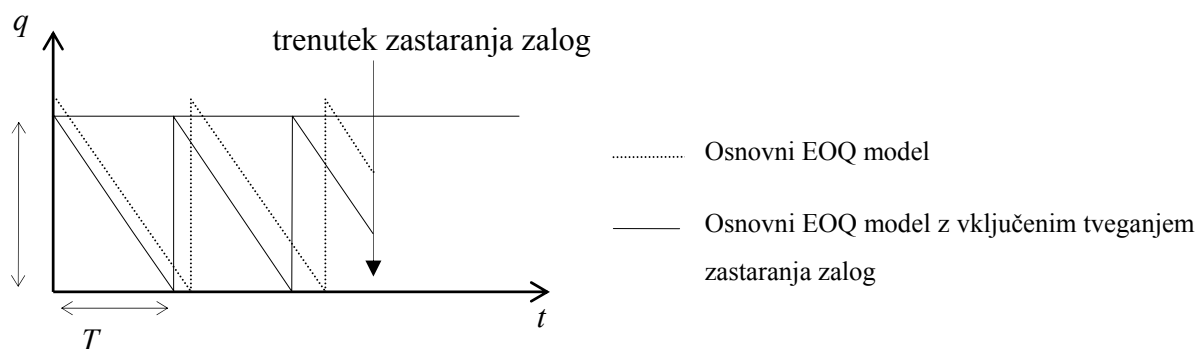 q
trenutek zastaranja zalog
Osnovni EOQ model
Osnovni EOQ model z vključenim tveganjem
zastaranja zalog
t
T